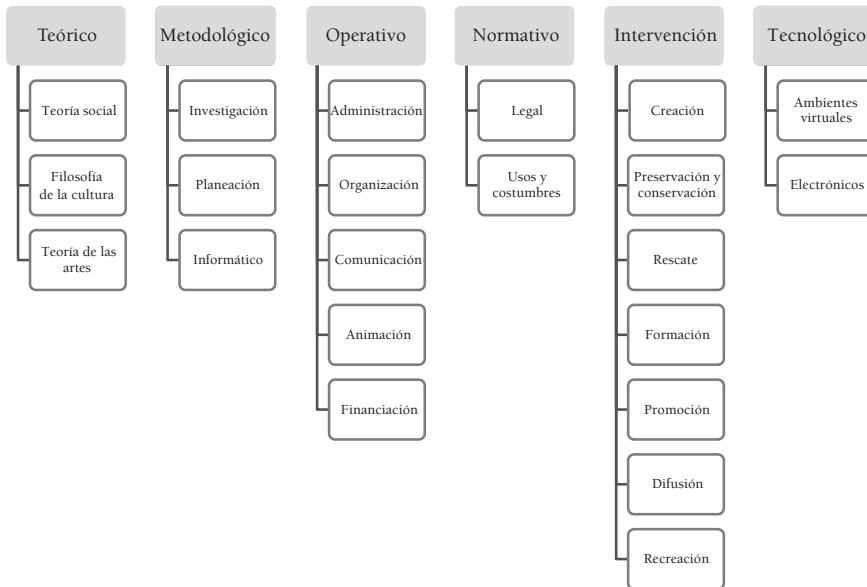 Teórico
Teoría social
Filosofía
de la cultura
Teoría de las
artes
Metodológico
Investigación
Planeación
Informático
Operativo
Administración
Organización
Comunicación
Animación
Financiación
Normativo
Legal
Usos y
costumbres
Intervención
Creación
Preservación y
conservación
Rescate
Formación
Promoción
Difusión
Recreación
Tecnológico
Ambientes
virtuales
Electrónicos